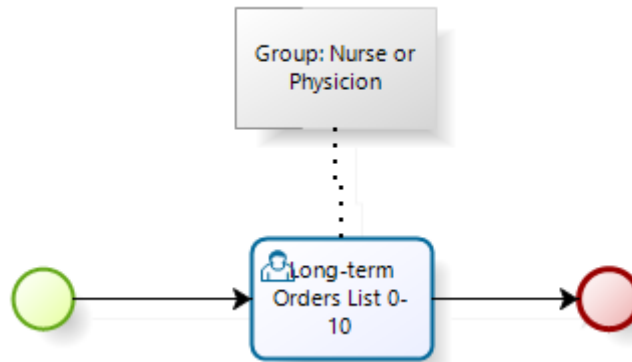 Group: Nurse or
Physicion
Long-term
Orders List 0-
10